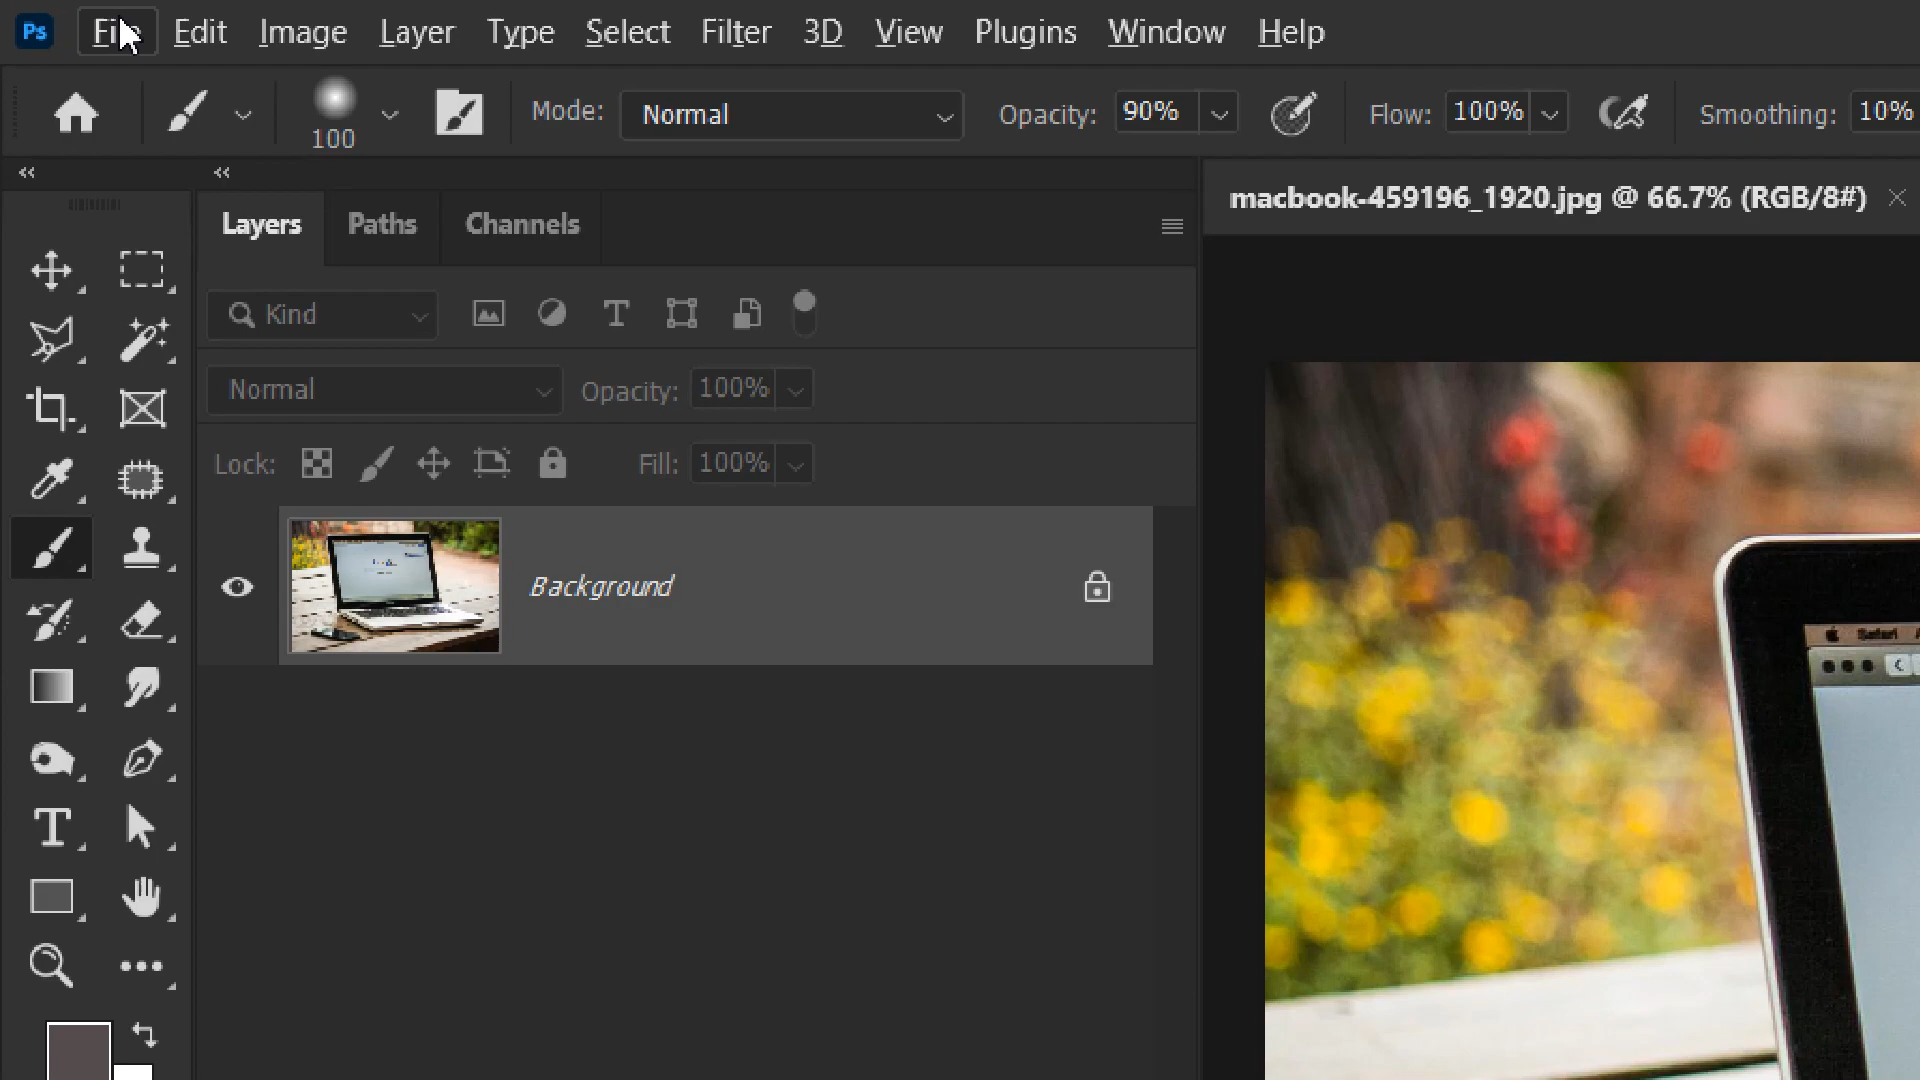 Ps File Edit Image Layer Type Select Filter 3D View Plugins Window Help
100 Mode: Normal Opacity: 90% Flow: 100% Smoothing: 10%
Layers Paths Channels
macbook-459196_1920.jpg @ 66.7% (RGB/8#)
Kind
Normal Opacity: 100%
Lock: Fill: 100%
Background
Safari